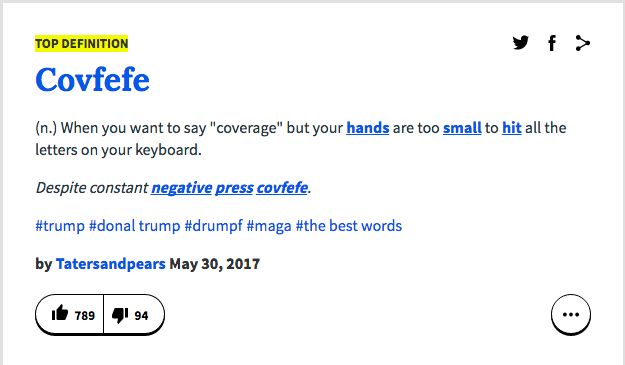 TOP DEFINITION
Covfefe
(n.) When you want to say "coverage" but your hands are too small to hit all the
letters on your keyboard.
Despite constant negative press covfefe.
#trump #donal trump #drumpf #maga #the best words
by Tatersandpears May 30, 2017
789 94